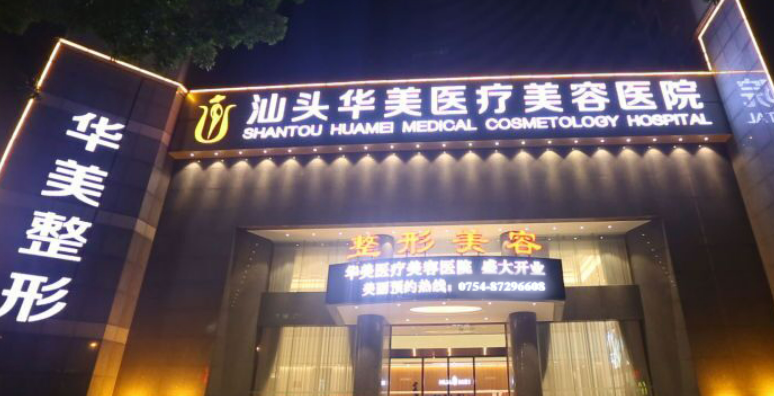 汕头华美医疗美容医院
SHANTOU HUAMEI MEDICAL COSMETOLOGY HOSPITAL
华美整形
整形美容
华美医疗美容医院 盛大开业
美丽预约热线：0754-87296608